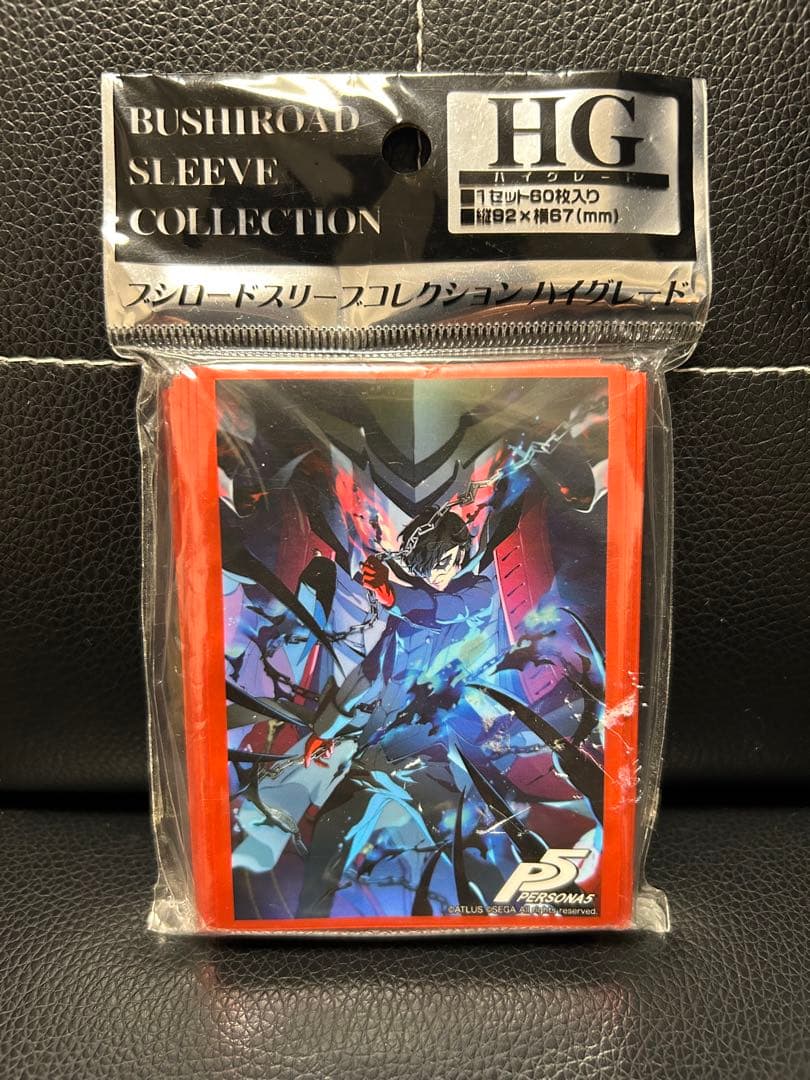 BUSHIROAD
SLEEVE
COLLECTION
HG
ハイグレード
■1セット60枚入り
■縦92×横67(mm)
ブシロードスリーブコレクション ハイグレード
P5
PERSONA5
©ATLUS ©SEGA All rights reserved.